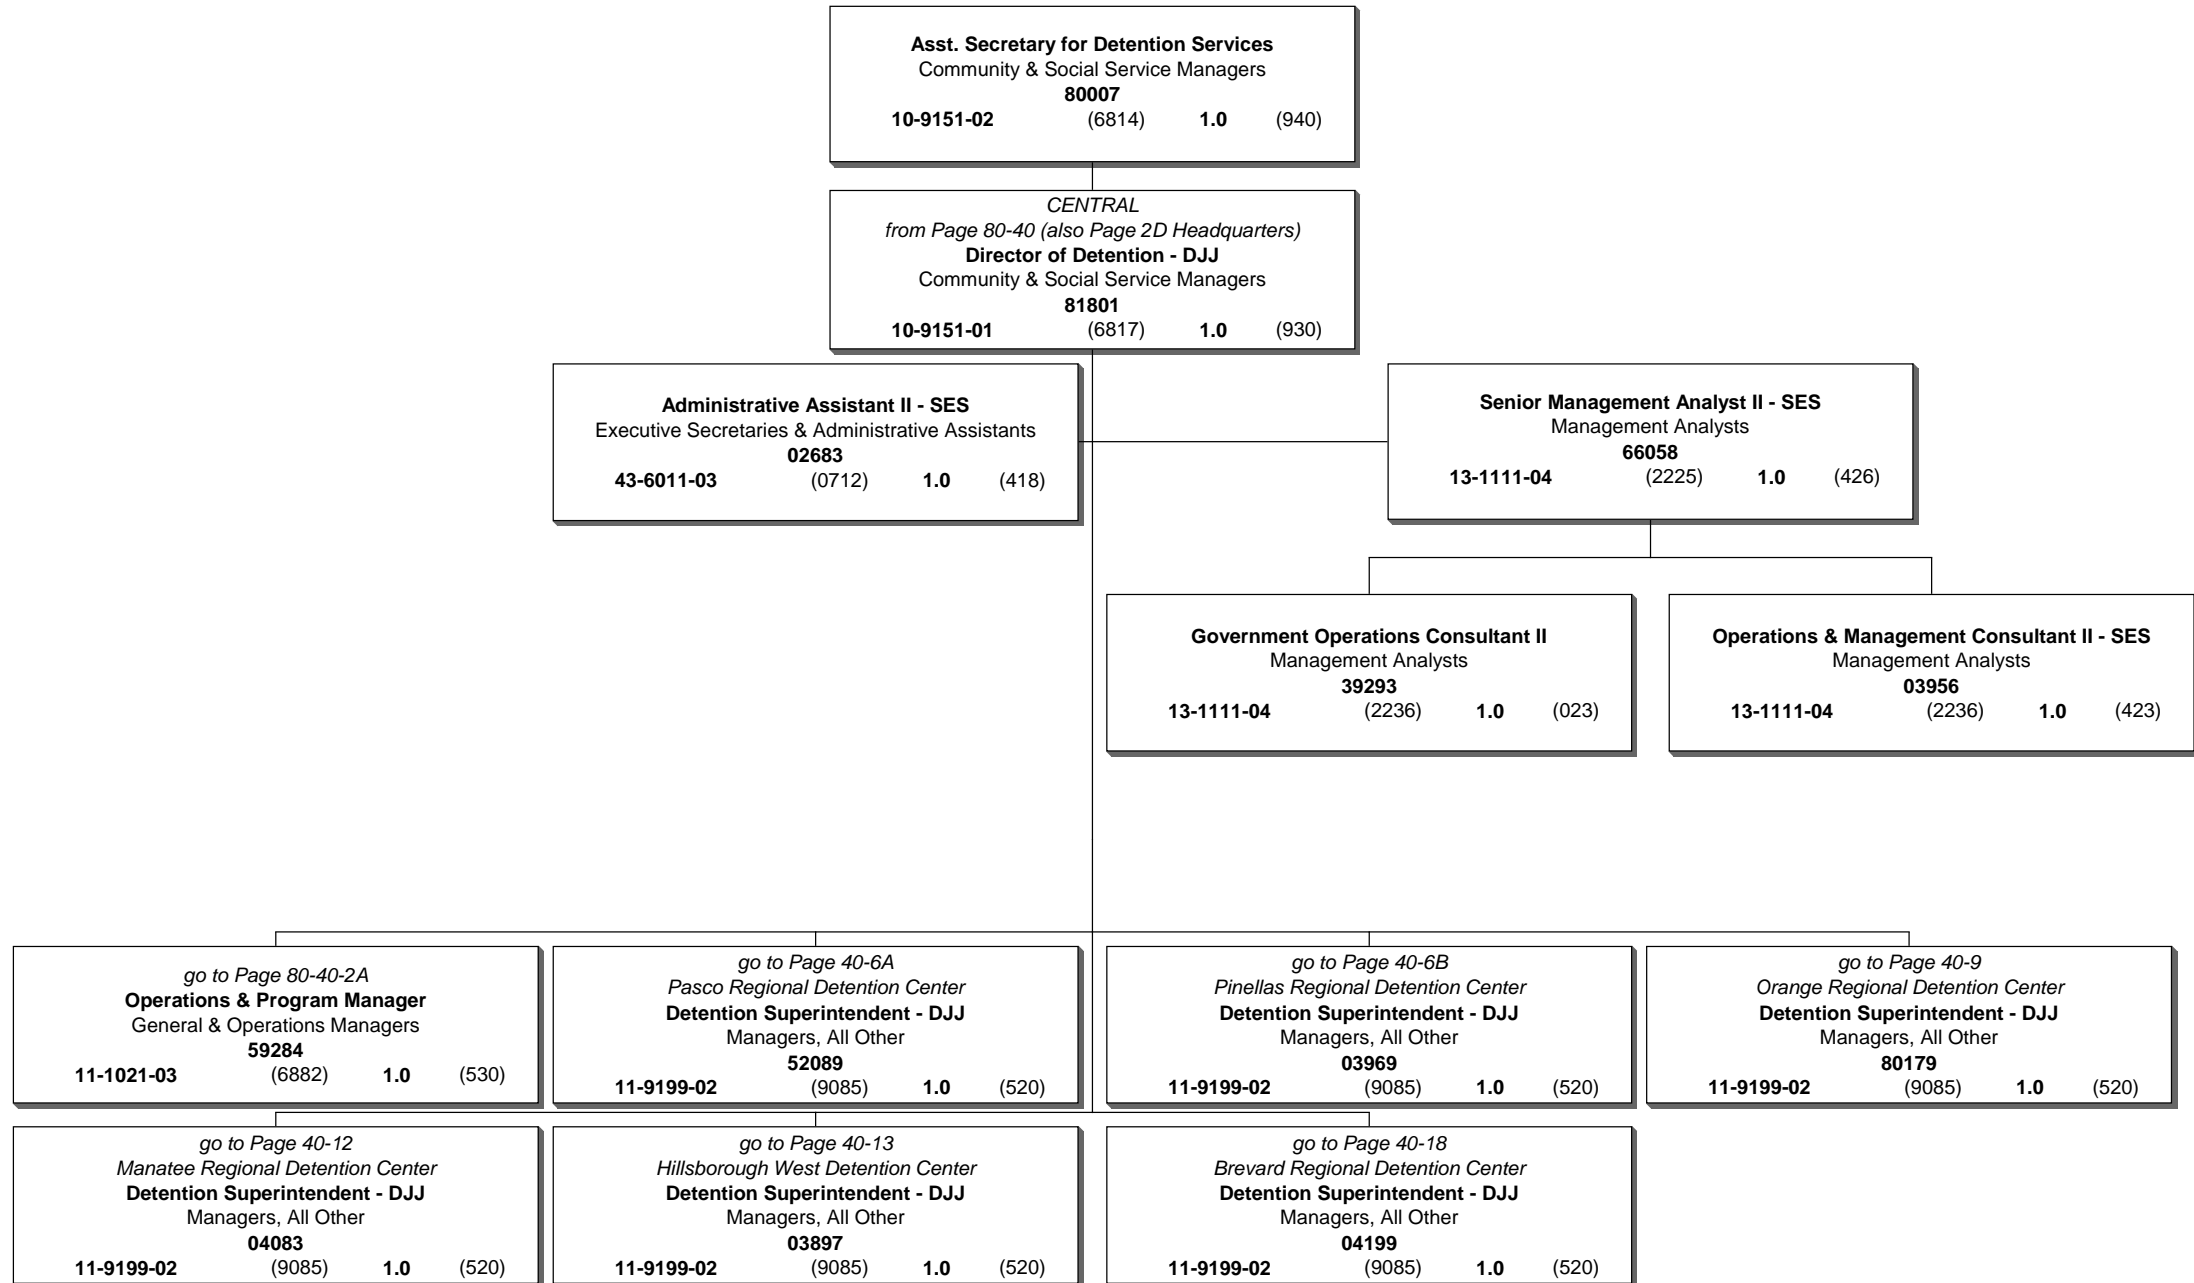 Asst. Secretary for Detention Services
Community & Social Service Managers
80007
10-9151-02 (6814) 1.0 (940)
CENTRAL
from Page 80-40 (also Page 2D Headquarters)
Director of Detention - DJJ
Community & Social Service Managers
81801
10-9151-01 (6817) 1.0 (930)
Administrative Assistant II - SES
Executive Secretaries & Administrative Assistants
02683
43-6011-03 (0712) 1.0 (418)
Senior Management Analyst II - SES
Management Analysts
66058
13-1111-04 (2225) 1.0 (426)
Government Operations Consultant II
Management Analysts
39293
13-1111-04 (2236) 1.0 (023)
Operations & Management Consultant II - SES
Management Analysts
03956
13-1111-04 (2236) 1.0 (423)
go to Page 80-40-2A
Operations & Program Manager
General & Operations Managers
59284
11-1021-03 (6882) 1.0 (530)
go to Page 40-6A
Pasco Regional Detention Center
Detention Superintendent - DJJ
Managers, All Other
52089
11-9199-02 (9085) 1.0 (520)
go to Page 40-6B
Pinellas Regional Detention Center
Detention Superintendent - DJJ
Managers, All Other
03969
11-9199-02 (9085) 1.0 (520)
go to Page 40-9
Orange Regional Detention Center
Detention Superintendent - DJJ
Managers, All Other
80179
11-9199-02 (9085) 1.0 (520)
go to Page 40-12
Manatee Regional Detention Center
Detention Superintendent - DJJ
Managers, All Other
04083
11-9199-02 (9085) 1.0 (520)
go to Page 40-13
Hillsborough West Detention Center
Detention Superintendent - DJJ
Managers, All Other
03897
11-9199-02 (9085) 1.0 (520)
go to Page 40-18
Brevard Regional Detention Center
Detention Superintendent - DJJ
Managers, All Other
04199
11-9199-02 (9085) 1.0 (520)